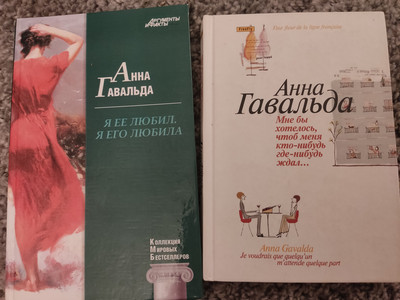 АРГУМЕНТЫ
И ФАКТЫ
АННА
ГАВАЛЬДА
Я ЕЕ ЛЮБИЛ.
Я ЕГО ЛЮБИЛА
КОЛЛЕКЦИЯ
МИРОВЫХ
БЕСТСЕЛЛЕРОВ
Анна
Гавальда
Мне бы
хотелось,
чтоб меня
кто-нибудь
где-нибудь
ждал...
Anna Gavalda
Je voudrais que quelqu'un
m'attende quelque part